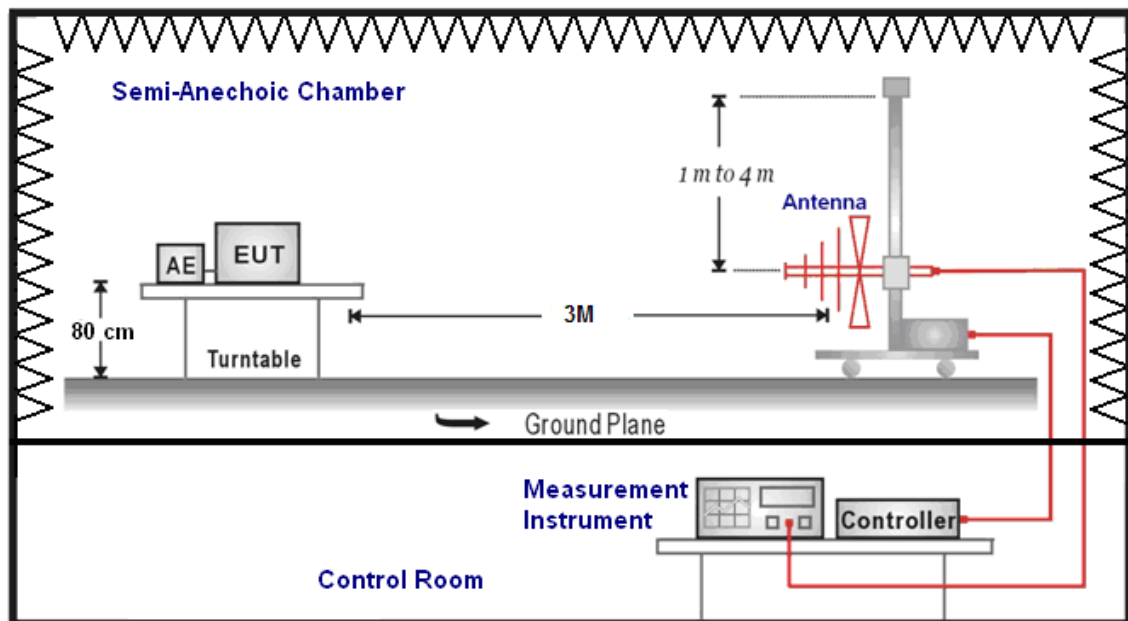 Semi-Anechoic Chamber
1 m to 4 m
Antenna
AE
EUT
80 cm
3M
Turntable
Ground Plane
Measurement
Instrument
Controller
Control Room